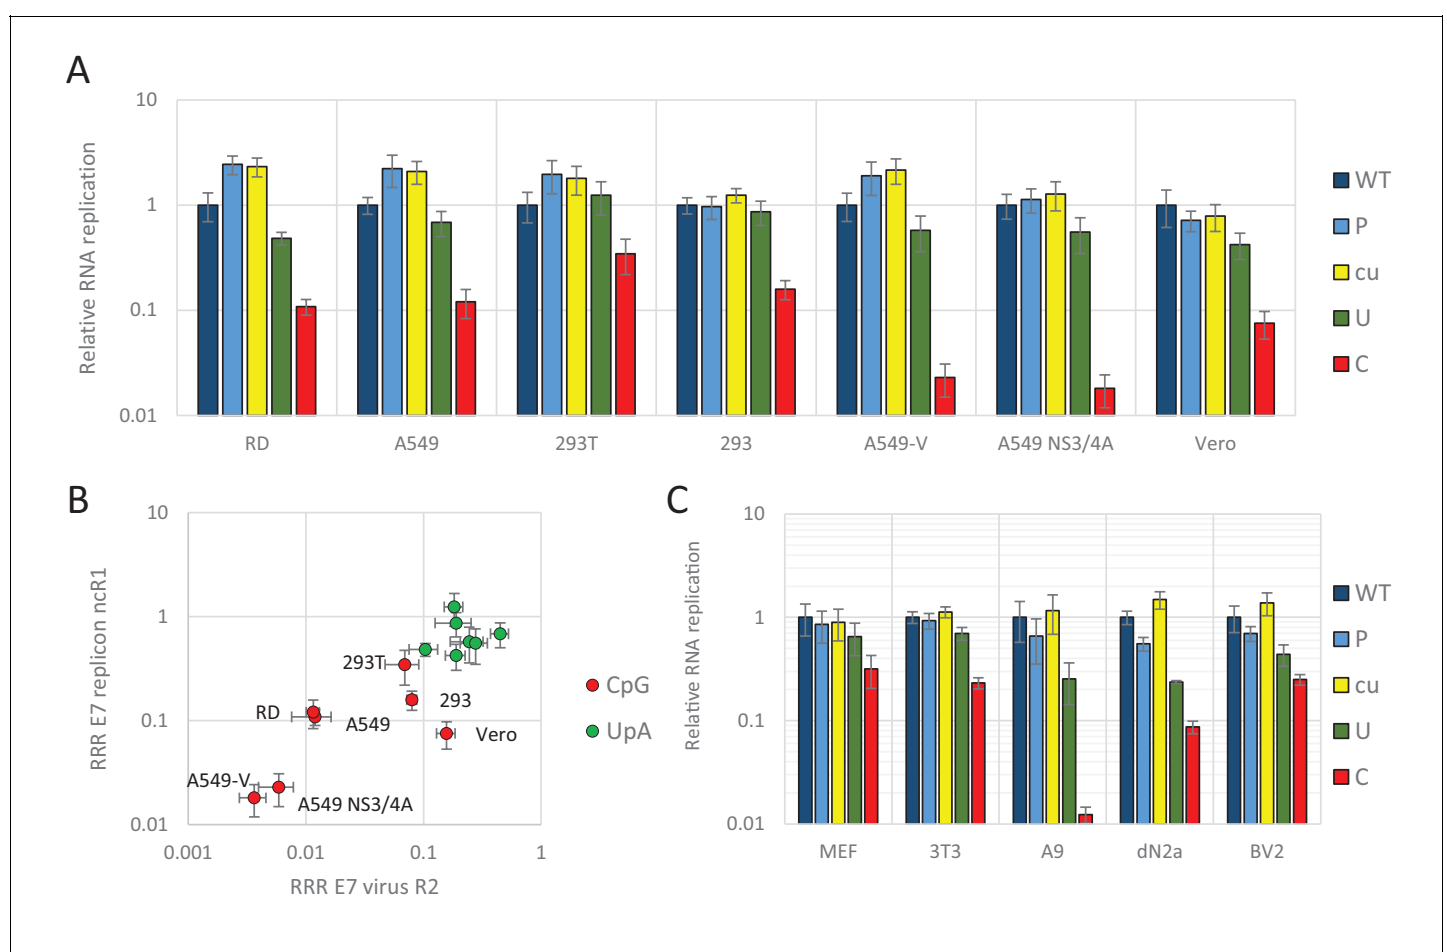 A
Relative RNA replication
10
1
0.1
0.01
RD
A549
293T
293
A549-V
A549 NS3/4A
Vero
WT
P
cu
U
C
B
RRR E7 replicon ncR1
10
1
0.1
0.01
293T
293
RD
A549
Vero
A549-V
A549 NS3/4A
0.001
0.01
0.1
1
RRR E7 virus R2
CpG
UpA
C
Relative RNA replication
10
1
0.1
0.01
MEF
3T3
A9
dN2a
BV2
WT
P
cu
U
C